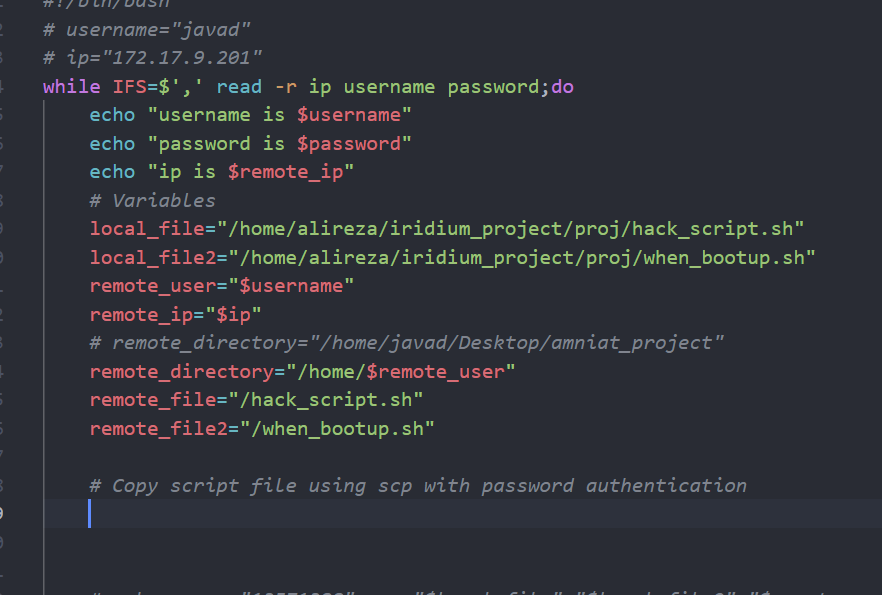 #!/bin/bash
# username="javad"
# ip="172.17.9.201"
while IFS=$',' read -r ip username password;do
echo "username is $username"
echo "password is $password"
echo "ip is $remote_ip"
# Variables
local_file="/home/alireza/iridium_project/proj/hack_script.sh"
local_file2="/home/alireza/iridium_project/proj/when_bootup.sh"
remote_user="$username"
remote_ip="$ip"
# remote_directory="/home/javad/Desktop/amniat_project"
remote_directory="/home/$remote_user"
remote_file="/hack_script.sh"
remote_file2="/when_bootup.sh"
# Copy script file using scp with password authentication